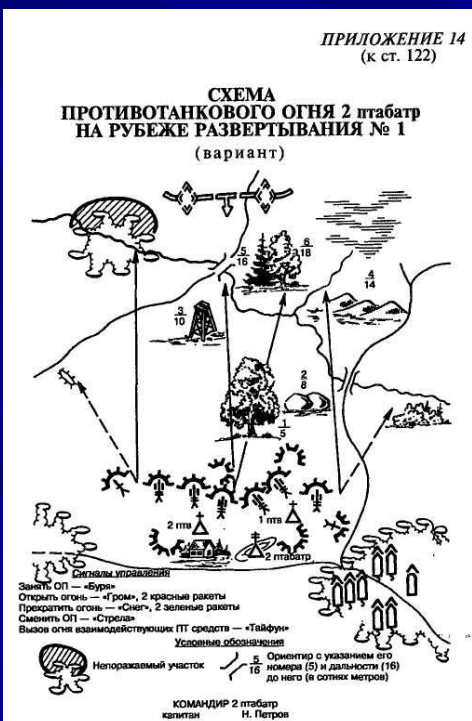 ПРИЛОЖЕНИЕ 14
(к ст. 122)
СХЕМА
ПРОТИВОТАНКОВОГО ОГНЯ 2 птабатр
НА РУБЕЖЕ РАЗВЕРТЫВАНИЯ № 1
(вариант)
5
16
6
18
4
14
3
10
2
8
1
5
2 птв
1 птв
2 птабатр
Сигналы управления
Занять ОП — «Буря»
Открыть огонь — «Гром», 2 красные ракеты
Прекратить огонь — «Снег», 2 зеленые ракеты
Сменить ОП — «Стрела»
Вызов огня взаимодействующих ПТ средств — «Тайфун»
Условные обозначения
Непоражаемый участок
5
16
Ориентир с указанием его
номера (5) и дальности (16)
до него (в сотнях метров)
КОМАНДИР 2 птабатр
капитан Н. Петров